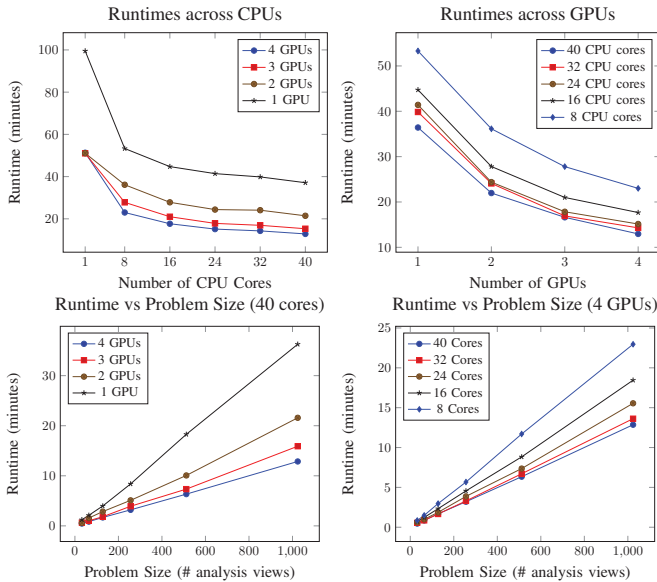 Runtimes across CPUs
Runtime (minutes)
100
80
60
40
20
4 GPUs
3 GPUs
2 GPUs
1 GPU
1 8 16 24 32 40
Number of CPU Cores
Runtimes across GPUs
Runtime (minutes)
50
40
30
20
10
40 CPU cores
32 CPU cores
24 CPU cores
16 CPU cores
8 CPU cores
1 2 3 4
Number of GPUs
Runtime vs Problem Size (40 cores)
Runtime (minutes)
30
20
10
0
4 GPUs
3 GPUs
2 GPUs
1 GPU
0 200 400 600 800 1,000
Problem Size (# analysis views)
Runtime vs Problem Size (4 GPUs)
Runtime (minutes)
25
20
15
10
5
0
40 Cores
32 Cores
24 Cores
16 Cores
8 Cores
0 200 400 600 800 1,000
Problem Size (# analysis views)